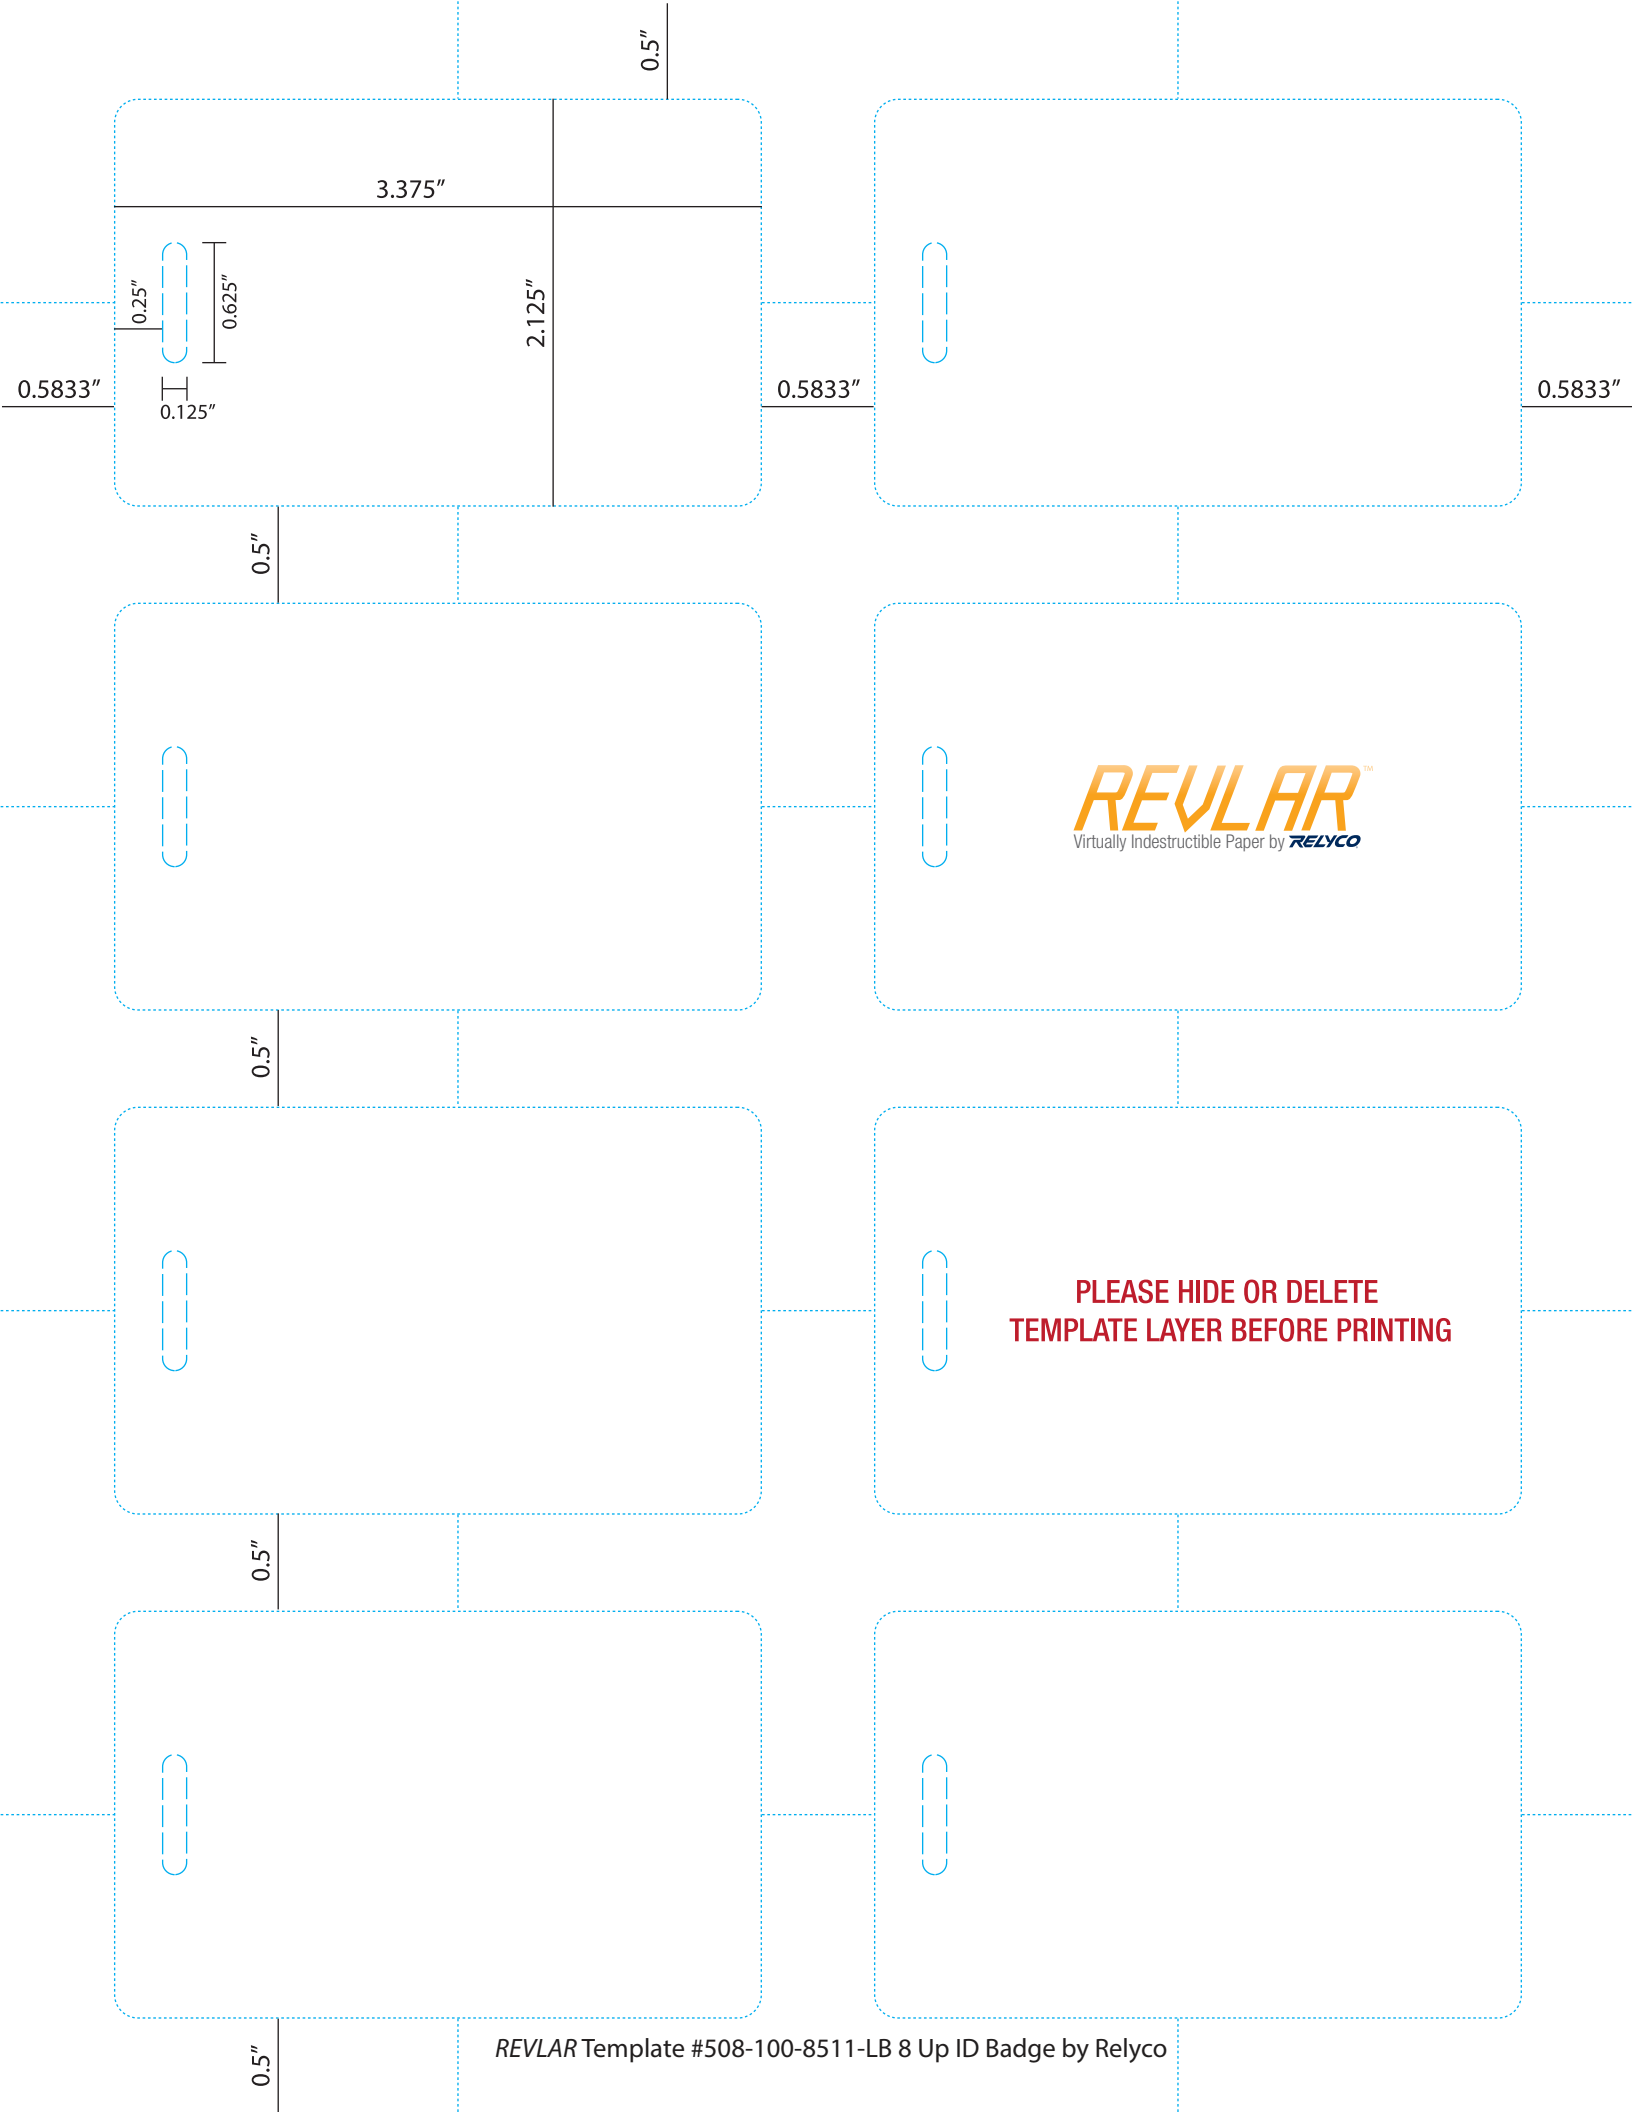 0.5″
3.375″
0.25″
0.625″
2.125″
0.5833″
0.5833″
0.5833″
0.125″
0.5″
REVLAR™
Virtually Indestructible Paper by RELYCO
0.5″
PLEASE HIDE OR DELETE
TEMPLATE LAYER BEFORE PRINTING
0.5″
REVLAR Template #508-100-8511-LB 8 Up ID Badge by Relyco
0.5″